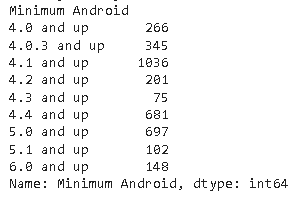 Minimum Android
4.0 and up 266
4.0.3 and up 345
4.1 and up 1036
4.2 and up 201
4.3 and up 75
4.4 and up 681
5.0 and up 697
5.1 and up 102
6.0 and up 148
Name: Minimum Android, dtype: int64